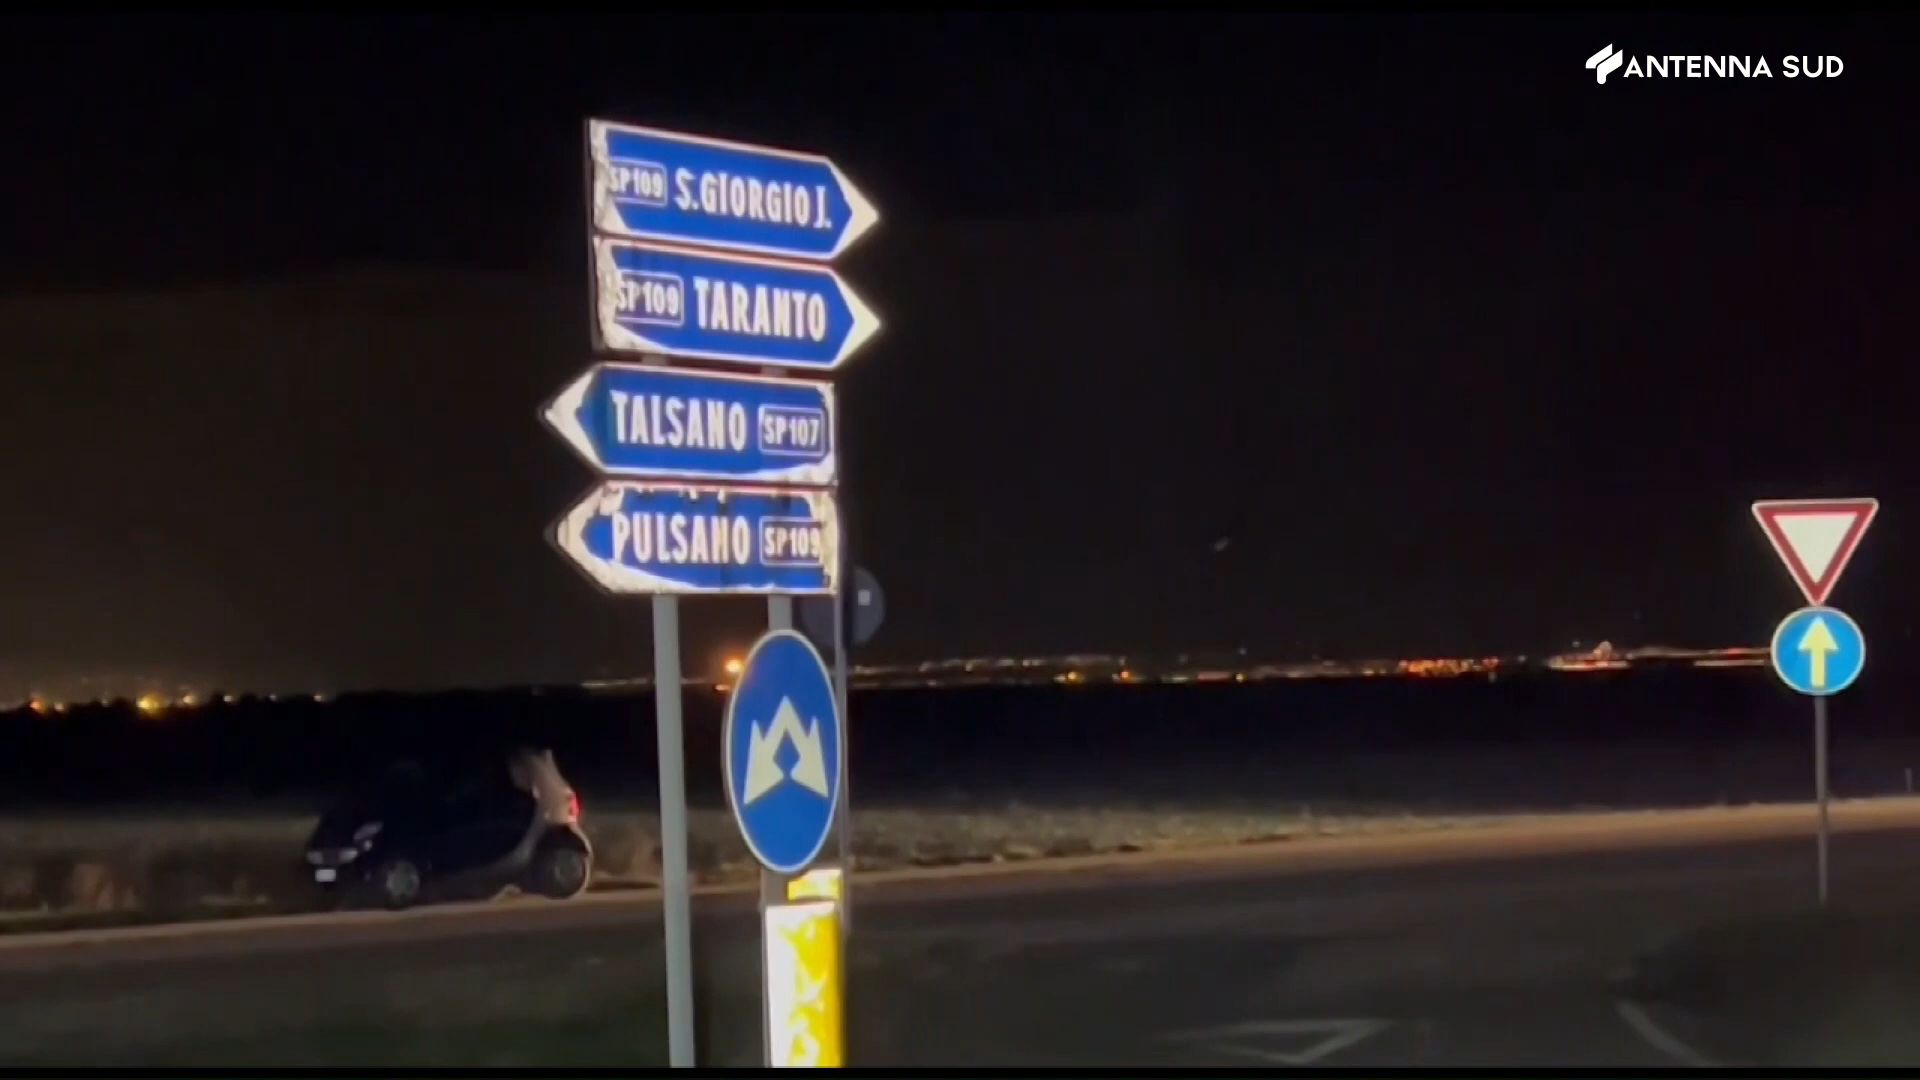 ANTENNA SUD
SP109 S.GIORGIO J.
SP109 TARANTO
TALSANO SP107
PULSANO SP109